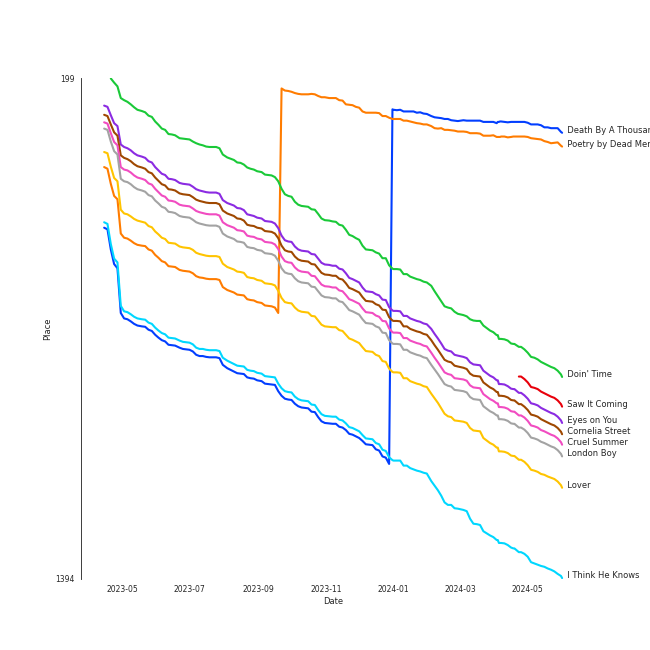 199
Death By A
Poetry by Dead
Place
Doin' Time
Saw It Coming
Eyes on You
Cornelia Street
Cruel Summer
London Boy
Lover
I Think He Knows
1394
2023-05 2023-07 2023-09 2023-11 2024-01 2024-03 2024-05
Date